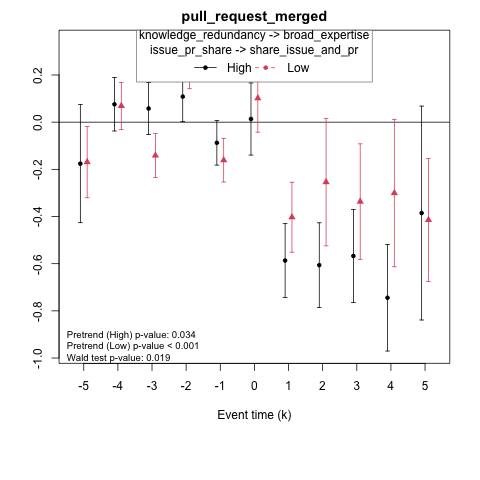 pull_request_merged
knowledge_redundancy -> broad_expertise
issue_pr_share -> share_issue_and_pr
High Low
0.2
0.0
-0.2
-0.4
-0.6
-0.8
-1.0
Pretrend (High) p-value: 0.034
Pretrend (Low) p-value < 0.001
Wald test p-value: 0.019
-5 -4 -3 -2 -1 0 1 2 3 4 5
Event time (k)